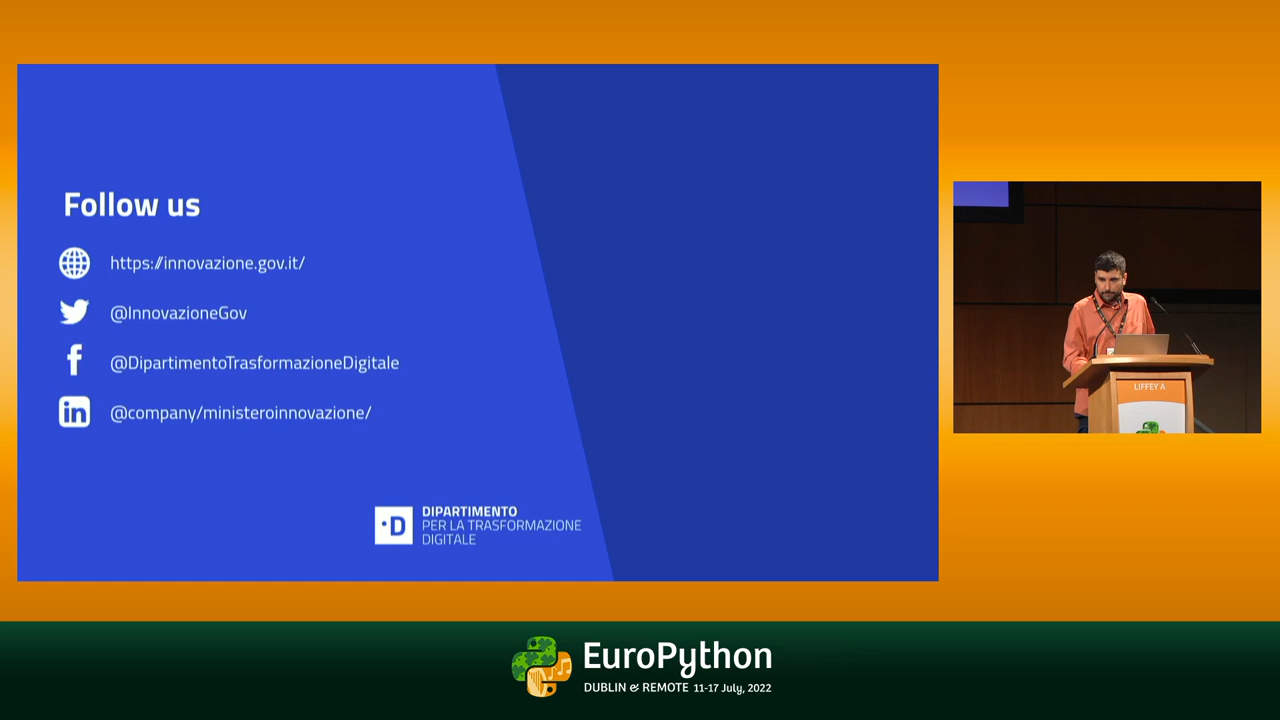 Follow us
https://innovazione.gov.it/
@InnovazioneGov
@DipartimentoTrasformazioneDigitale
in @company/ministeroinnovazione/
·D DIPARTIMENTO
PER LA TRASFORMAZIONE
DIGITALE
LIFFEY A
EuroPython
DUBLIN & REMOTE 11-17 July, 2022